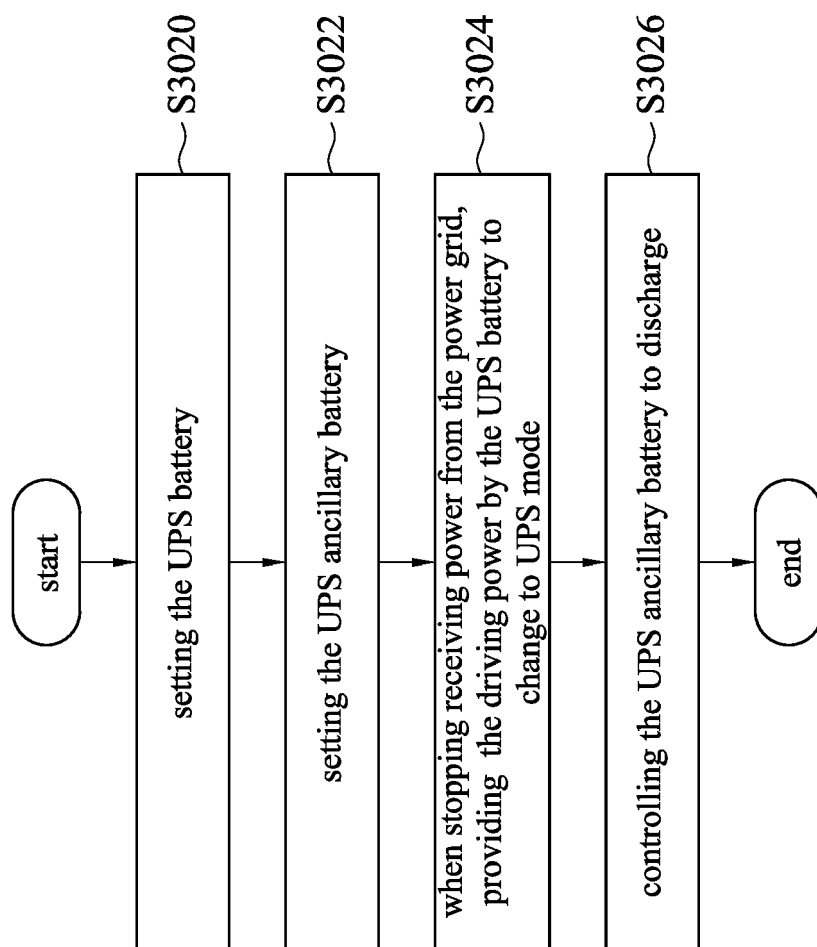 start
setting the UPS battery
S3020
setting the UPS ancillary battery
S3022
when stopping receiving power from the power grid,
providing the driving power by the UPS battery to
change to UPS mode
S3024
controlling the UPS ancillary battery to discharge
S3026
end